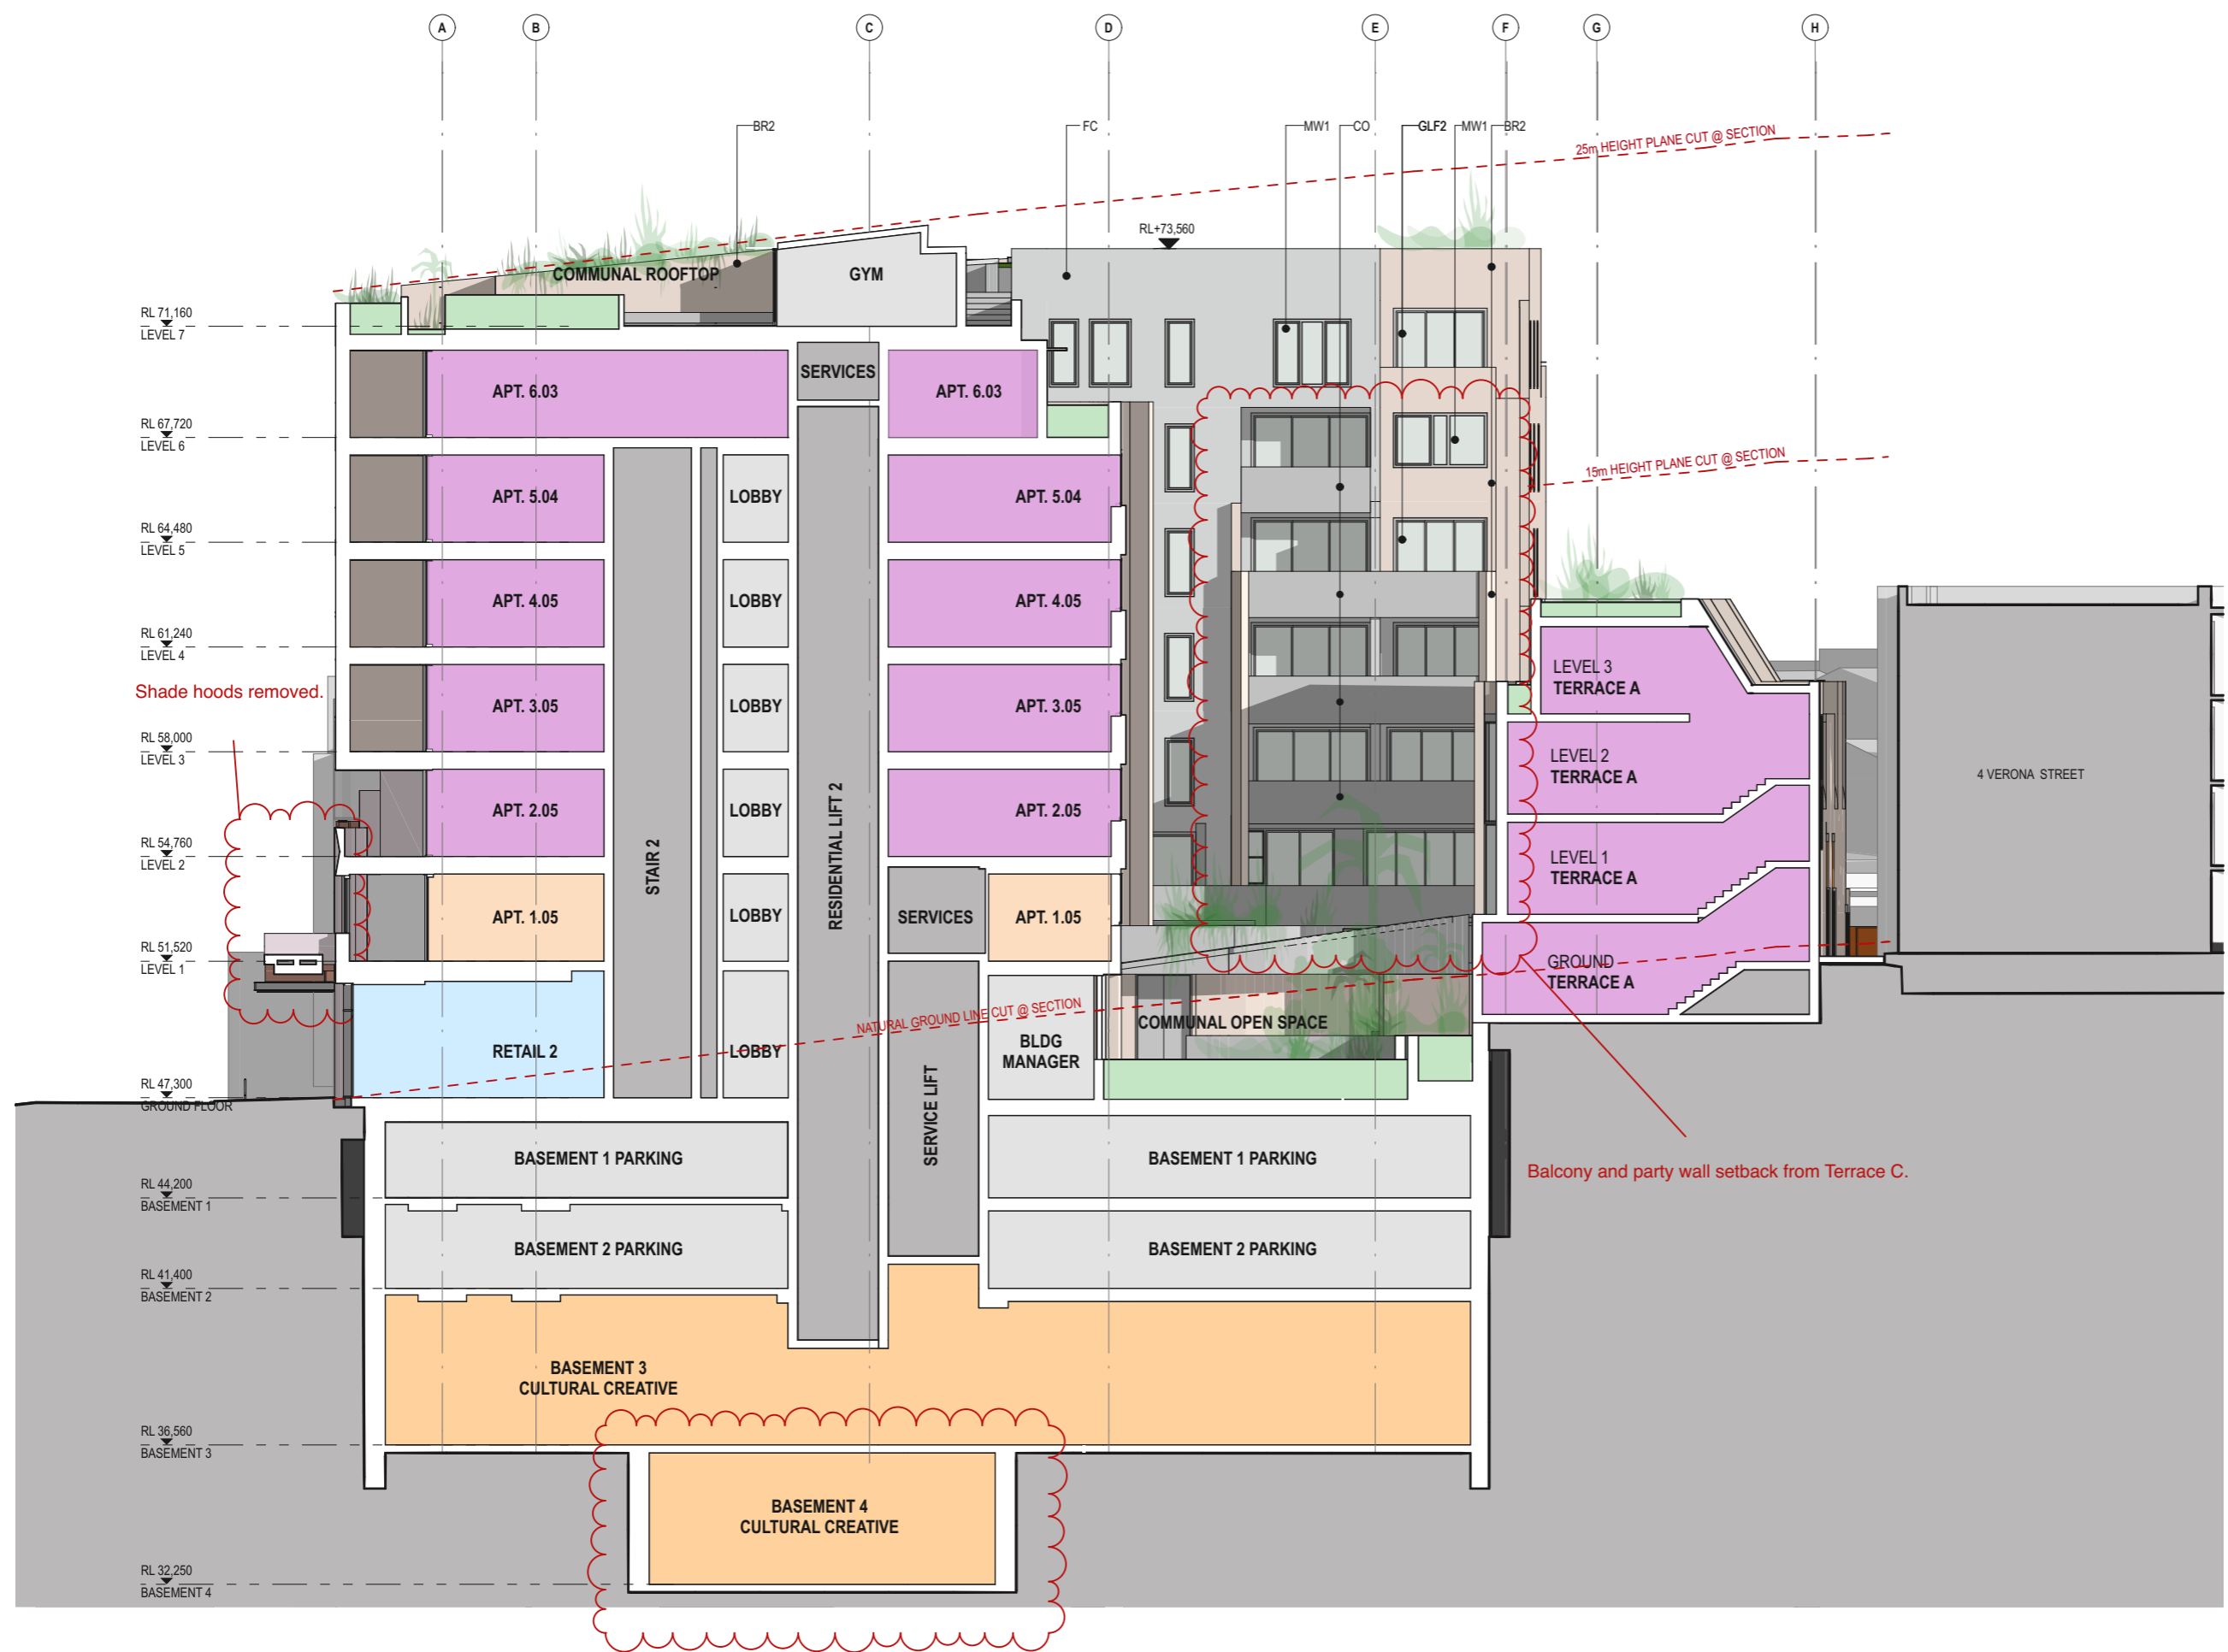 A
B
C
D
E
F
G
H
BR2
FC
MW1
CO
GLF2
MW1
BR2
25m HEIGHT PLANE CUT @ SECTION
RL+73,560
COMMUNAL ROOFTOP
GYM
RL 71,160
LEVEL 7
SERVICES
APT. 6.03
APT. 6.03
RL 67,720
LEVEL 6
15m HEIGHT PLANE CUT @ SECTION
APT. 5.04
LOBBY
APT. 5.04
RL 64,480
LEVEL 5
APT. 4.05
LOBBY
APT. 4.05
RL 61,240
LEVEL 4
Shade hoods removed.
APT. 3.05
LOBBY
APT. 3.05
LEVEL 3
TERRACE A
RL 58,000
LEVEL 3
LEVEL 2
TERRACE A
4 VERONA STREET
APT. 2.05
LOBBY
RESIDENTIAL LIFT 2
APT. 2.05
STAIR 2
RL 54,760
LEVEL 2
LEVEL 1
TERRACE A
APT. 1.05
LOBBY
SERVICES
APT. 1.05
RL 51,520
LEVEL 1
GROUND
TERRACE A
NATURAL GROUND LINE CUT @ SECTION
COMMUNAL OPEN SPACE
RETAIL 2
LOBBY
BLDG
MANAGER
RL 47,300
GROUND FLOOR
SERVICE LIFT
BASEMENT 1 PARKING
BASEMENT 1 PARKING
Balcony and party wall setback from Terrace C.
RL 44,200
BASEMENT 1
BASEMENT 2 PARKING
BASEMENT 2 PARKING
RL 41,400
BASEMENT 2
BASEMENT 3
CULTURAL CREATIVE
RL 36,560
BASEMENT 3
BASEMENT 4
CULTURAL CREATIVE
RL 32,250
BASEMENT 4